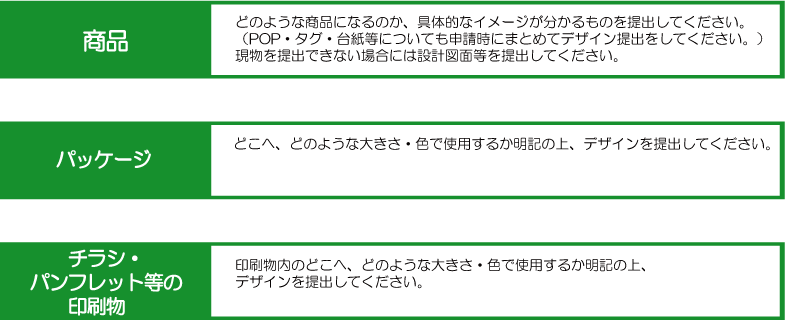 商品
どのような商品になるのか、具体的なイメージが分かるものを提出してください。
（POP・タグ・台紙等についても申請時にまとめてデザイン提出をしてください。）
現物を提出できない場合には設計図面等を提出してください。
パッケージ
どこへ、どのような大きさ・色で使用するか明記の上、デザインを提出してください。
チラシ・
パンフレット等の
印刷物
印刷物内のどこへ、どのような大きさ・色で使用するか明記の上、
デザインを提出してください。